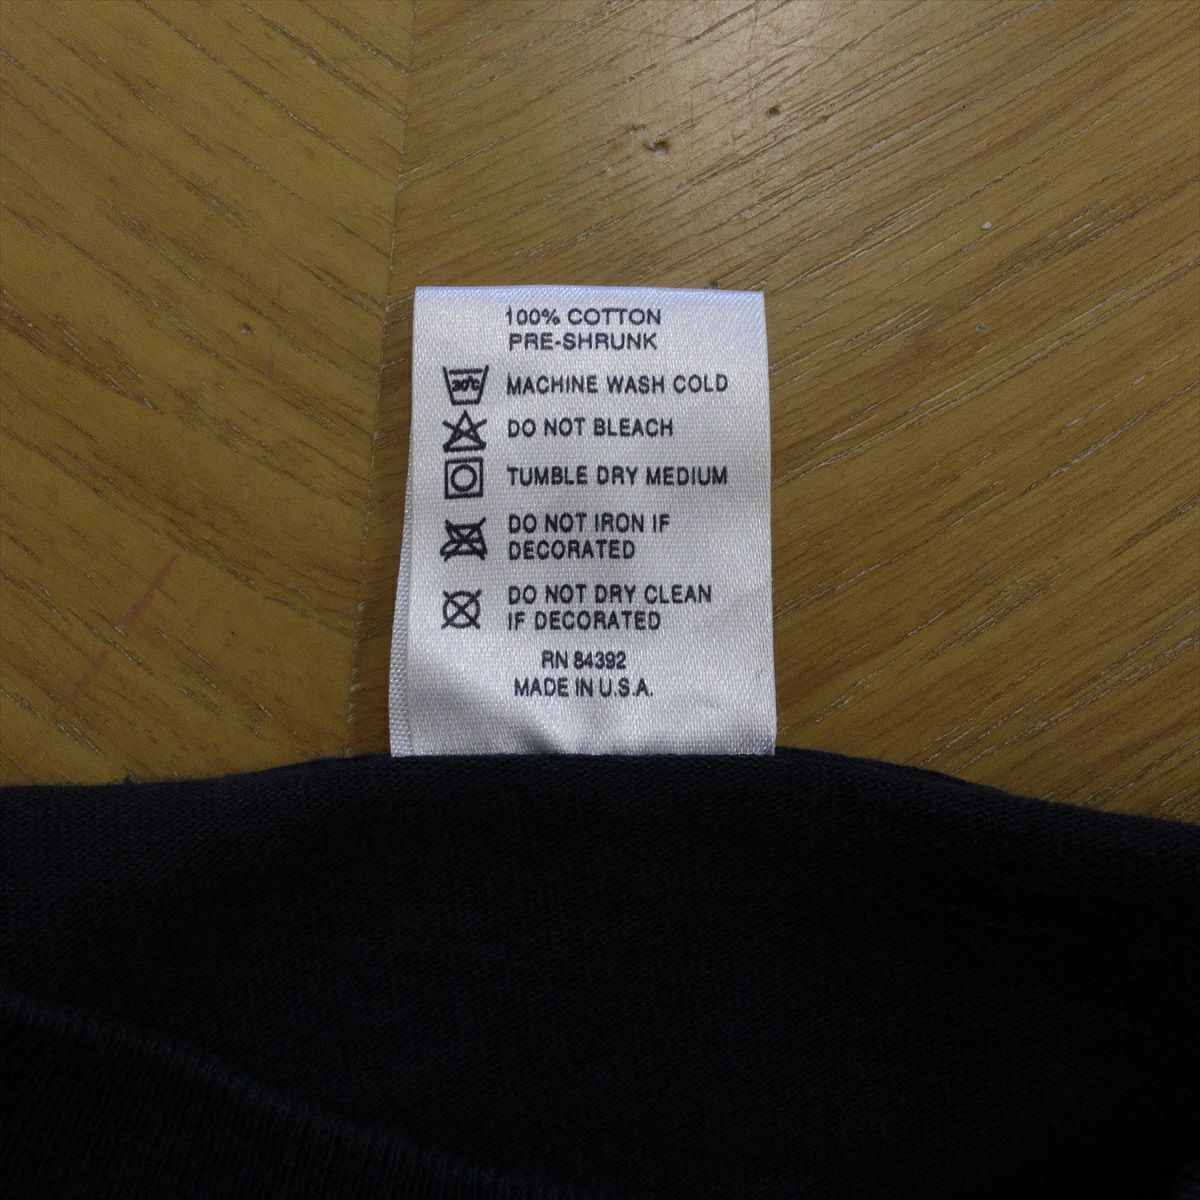 100% COTTON
PRE-SHRUNK
30°C MACHINE WASH COLD
DO NOT BLEACH
TUMBLE DRY MEDIUM
DO NOT IRON IF
DECORATED
DO NOT DRY CLEAN
IF DECORATED
RN 84392
MADE IN U.S.A.